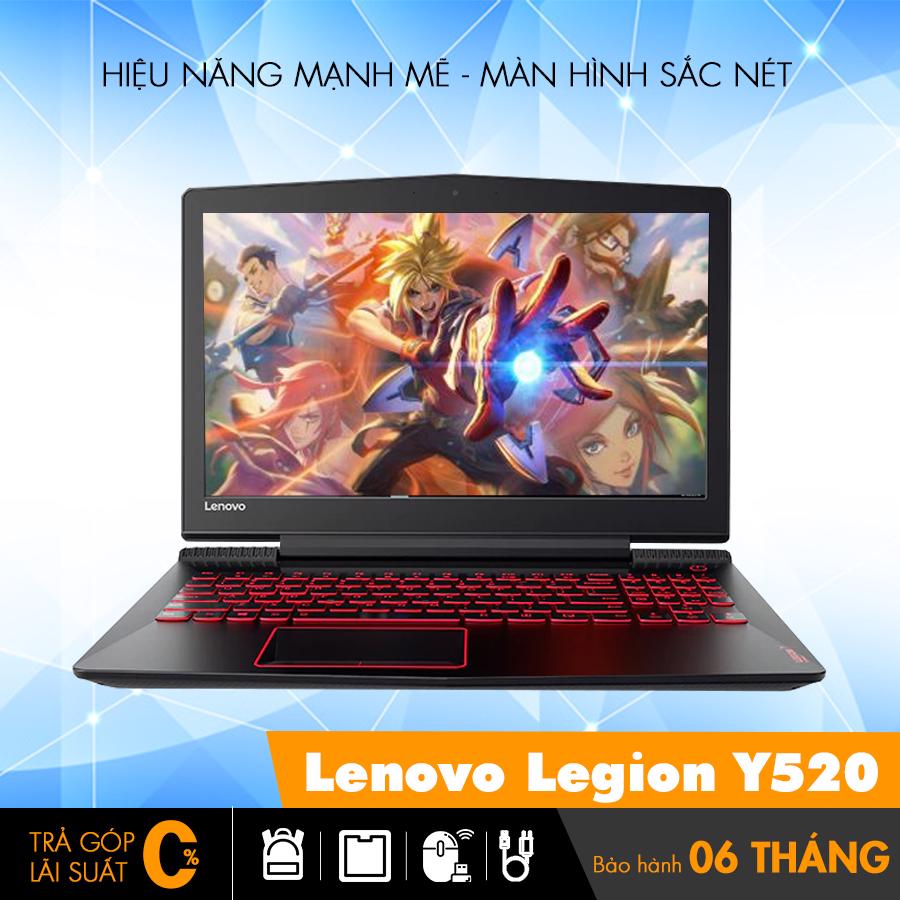 HIỆU NĂNG MẠNH MẼ - MÀN HÌNH SẮC NÉT
Lenovo
Lenovo Legion Y520
TRẢ GÓP
LÃI SUẤT
0%
Bảo hành 06 THÁNG